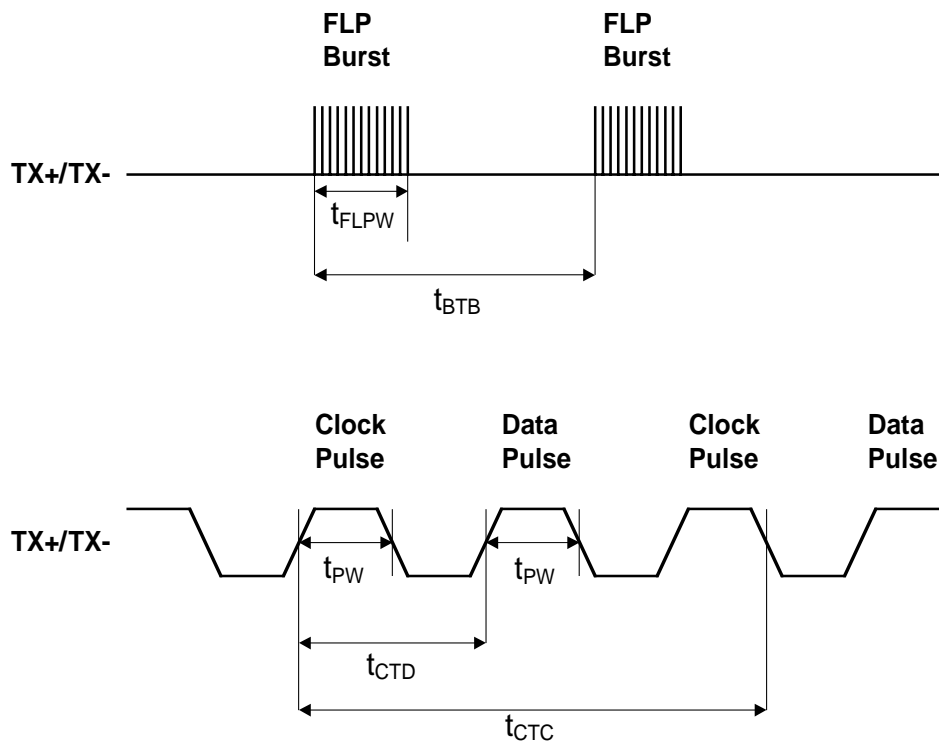 FLP
Burst
FLP
Burst
TX+/TX-
tFLPW
tBTB
Clock
Pulse
Data
Pulse
Clock
Pulse
Data
Pulse
TX+/TX-
tPW
tPW
tCTD
tCTC